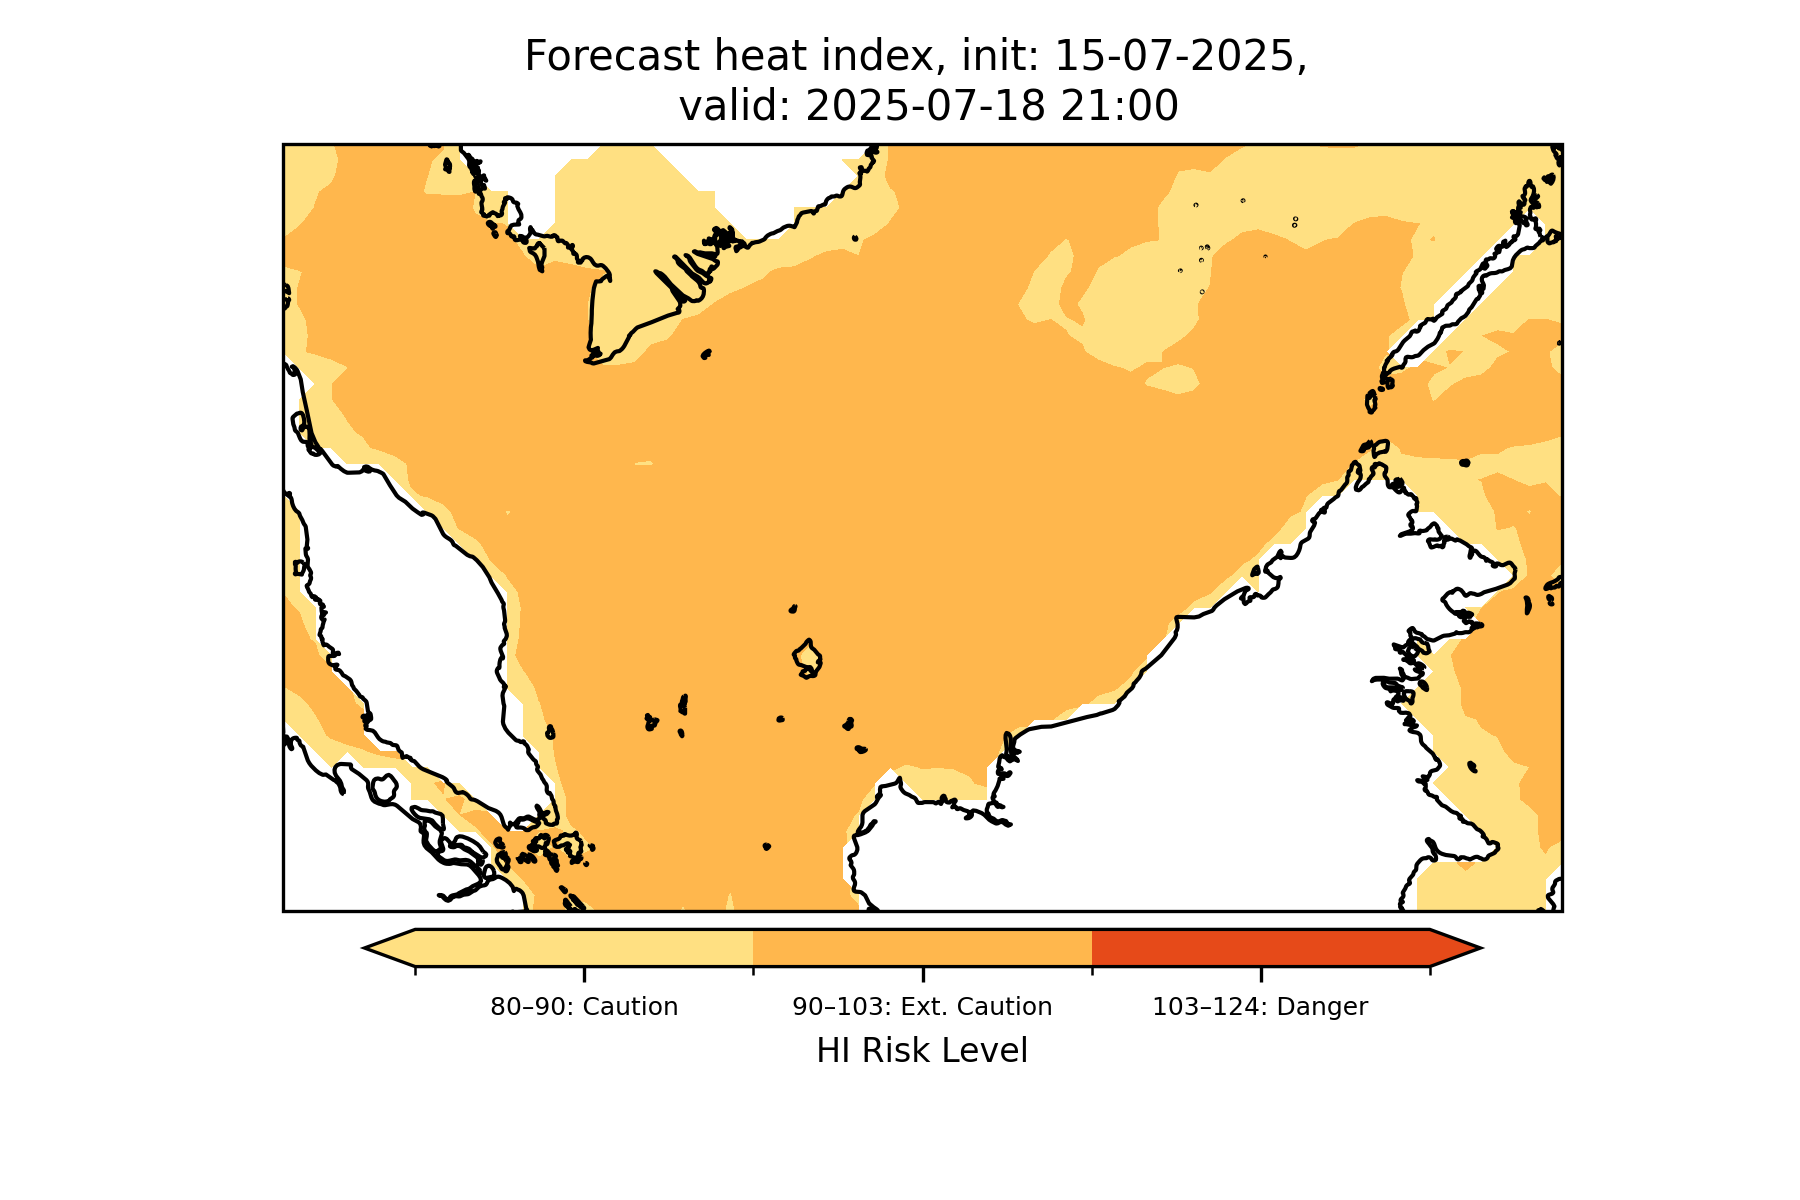 Forecast heat index, init: 15-07-2025,
valid: 2025-07-18 21:00
80–90: Caution
90–103: Ext. Caution
103–124: Danger
HI Risk Level